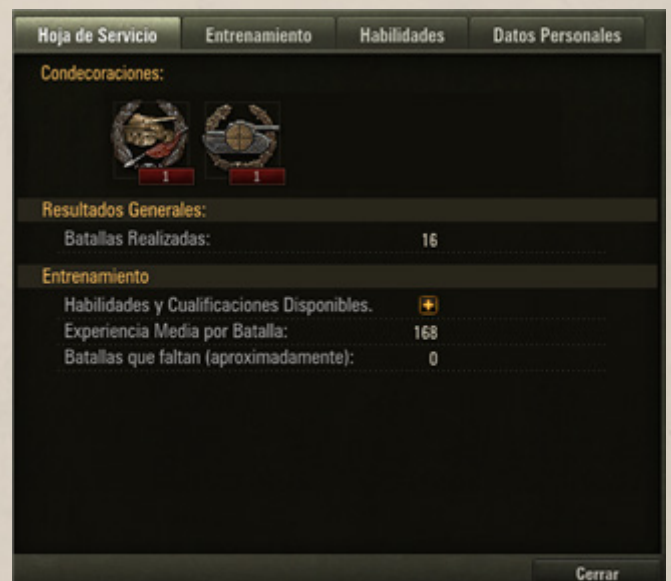 Hoja de Servicio Entrenamiento Habilidades Datos Personales
Condecoraciones:
1 1
Resultados Generales:
Batallas Realizadas: 16
Entrenamiento
Habilidades y Cualificaciones Disponibles. +
Experiencia Media por Batalla: 168
Batallas que faltan (aproximadamente): 0
Cerrar